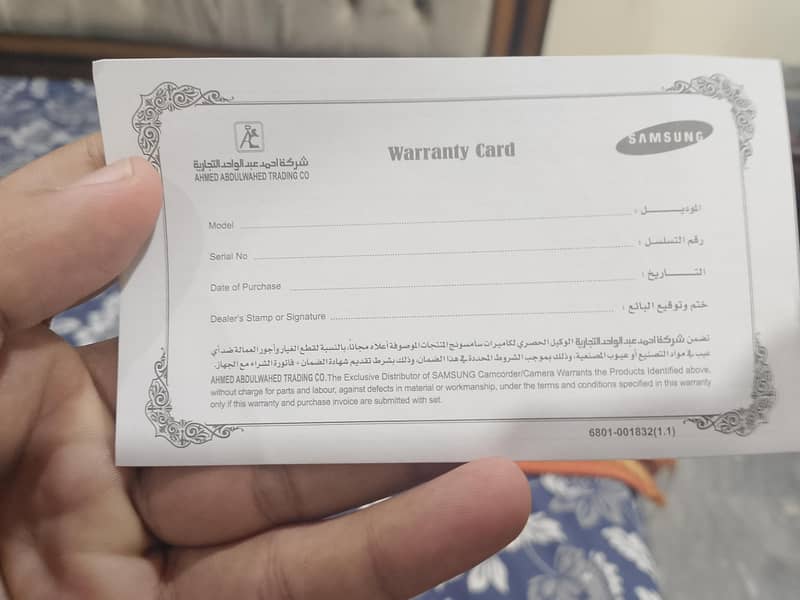 شركة احمد عبدالواحد التجارية
AHMED ABDULWAHED TRADING CO
Warranty Card
SAMSUNG
Model الموديــــل :
Serial No رقم التسلسل :
Date of Purchase التــــاريخ :
Dealer's Stamp or Signature ختم وتوقيع البائع :
تضمن شركة احمد عبدالواحد التجارية الوكيل الحصري لكاميرات سامسونج المنتجات الموصوفة أعلاه مجاناً، بالنسبة لقطع الغيار وأجور العمالة ضد أي
عيب في مواد التصنيع أو عيوب المصنعية، وذلك بموجب الشروط المحددة في هذا الضمان، وذلك بشرط تقديم شهادة الضمان + فاتورة الشراء مع الجهاز.
AHMED ABDULWAHED TRADING CO. The Exclusive Distributor of SAMSUNG Camcorder/Camera Warrants the Products Identified above,
without charge for parts and labour, against defects in material or workmanship, under the terms and conditions specified in this warranty
only if this warranty and purchase invoice are submitted with set.
6801-001832(1.1)